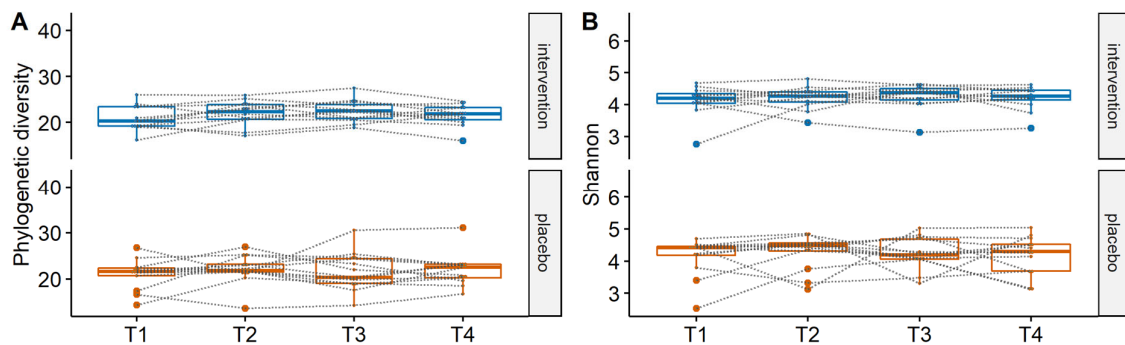 A
Phylogenetic diversity
40
30
20
intervention
40
30
20
placebo
T1 T2 T3 T4
B
Shannon
6
5
4
3
intervention
6
5
4
3
placebo
T1 T2 T3 T4